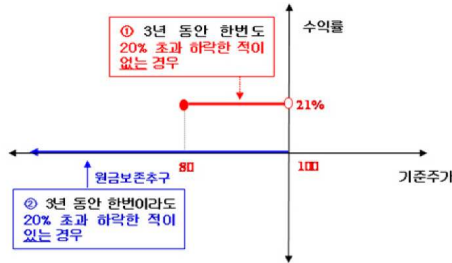 ① 3년 동안 한번도
20% 초과 하락한 적이
없는 경우
수익률
21%
원금보존추구
기준주가
② 3년 동안 한번이라도
20% 초과 하락한 적이
있는 경우